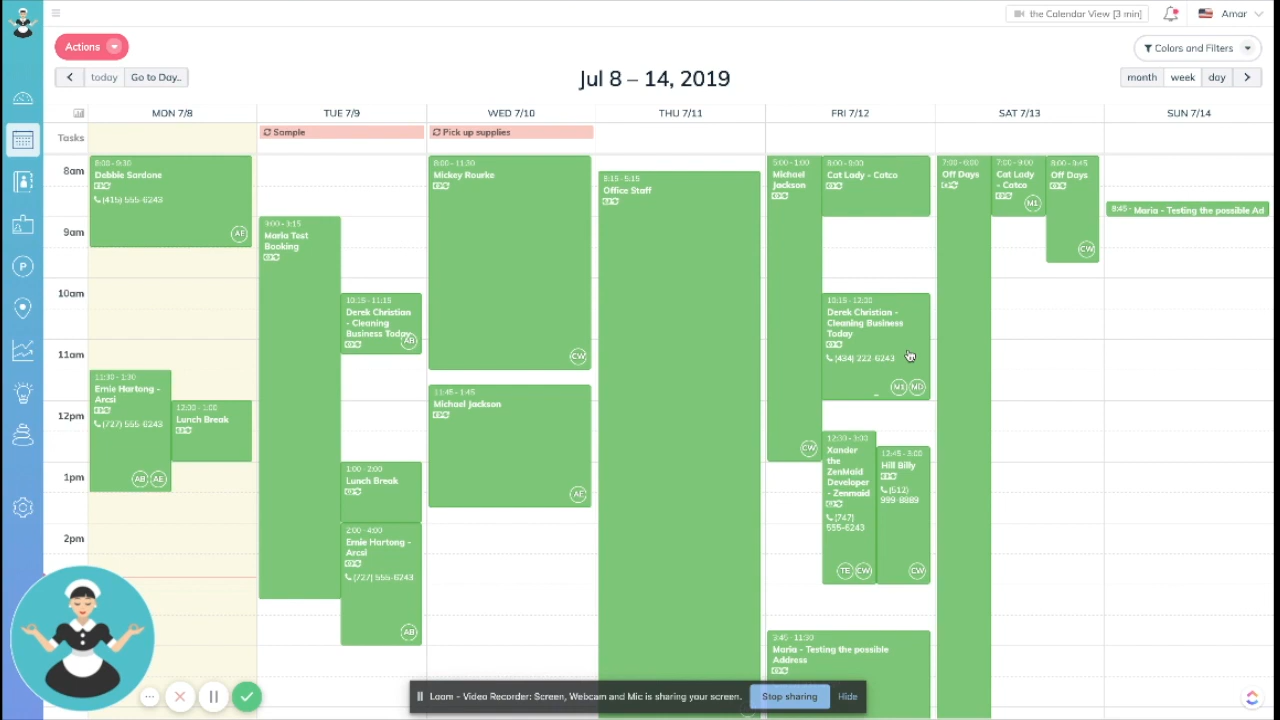 the Calendar View [3 min]
Amar
Actions
Colors and Filters
today
Go to Day..
Jul 8 – 14, 2019
month
week
day
MON 7/8
TUE 7/9
WED 7/10
THU 7/11
FRI 7/12
SAT 7/13
SUN 7/14
Tasks
Sample
Pick up supplies
8am
9am
10am
11am
12pm
1pm
2pm
8:00 - 9:30
Debbie Sardone
(415) 555-6243
AE
11:30 - 1:30
Ernie Hartong -
Arcsi
(727) 555-6243
AB
AE
12:00 - 1:00
Lunch Break
9:00 - 3:15
Maria Test
Booking
10:15 - 11:15
Derek Christian
- Cleaning
Business Today
AB
1:00 - 2:00
Lunch Break
2:00 - 4:00
Ernie Hartong -
Arcsi
(727) 555-6243
AB
8:00 - 11:30
Mickey Rourke
CW
11:45 - 1:45
Michael Jackson
AE
8:15 - 5:15
Office Staff
5:00 - 1:00
Michael
Jackson
CW
8:00 - 9:00
Cat Lady - Catco
10:15 - 12:00
Derek Christian -
Cleaning Business
Today
(434) 222-6243
M1
MD
12:30 - 3:00
Xander
the
ZenMaid
Developer
- Zenmaid
(747)
555-6243
TE
CW
12:45 - 3:00
Hill Billy
(512)
999-8889
CW
3:45 - 11:30
Maria - Testing the possible
Address
7:00 - 6:00
Off Days
7:00 - 9:00
Cat Lady
- Catco
M1
8:00 - 9:45
Off Days
CW
8:45 - Maria - Testing the possible Ad
Loom – Video Recorder: Screen, Webcam and Mic is sharing your screen.
Stop sharing
Hide